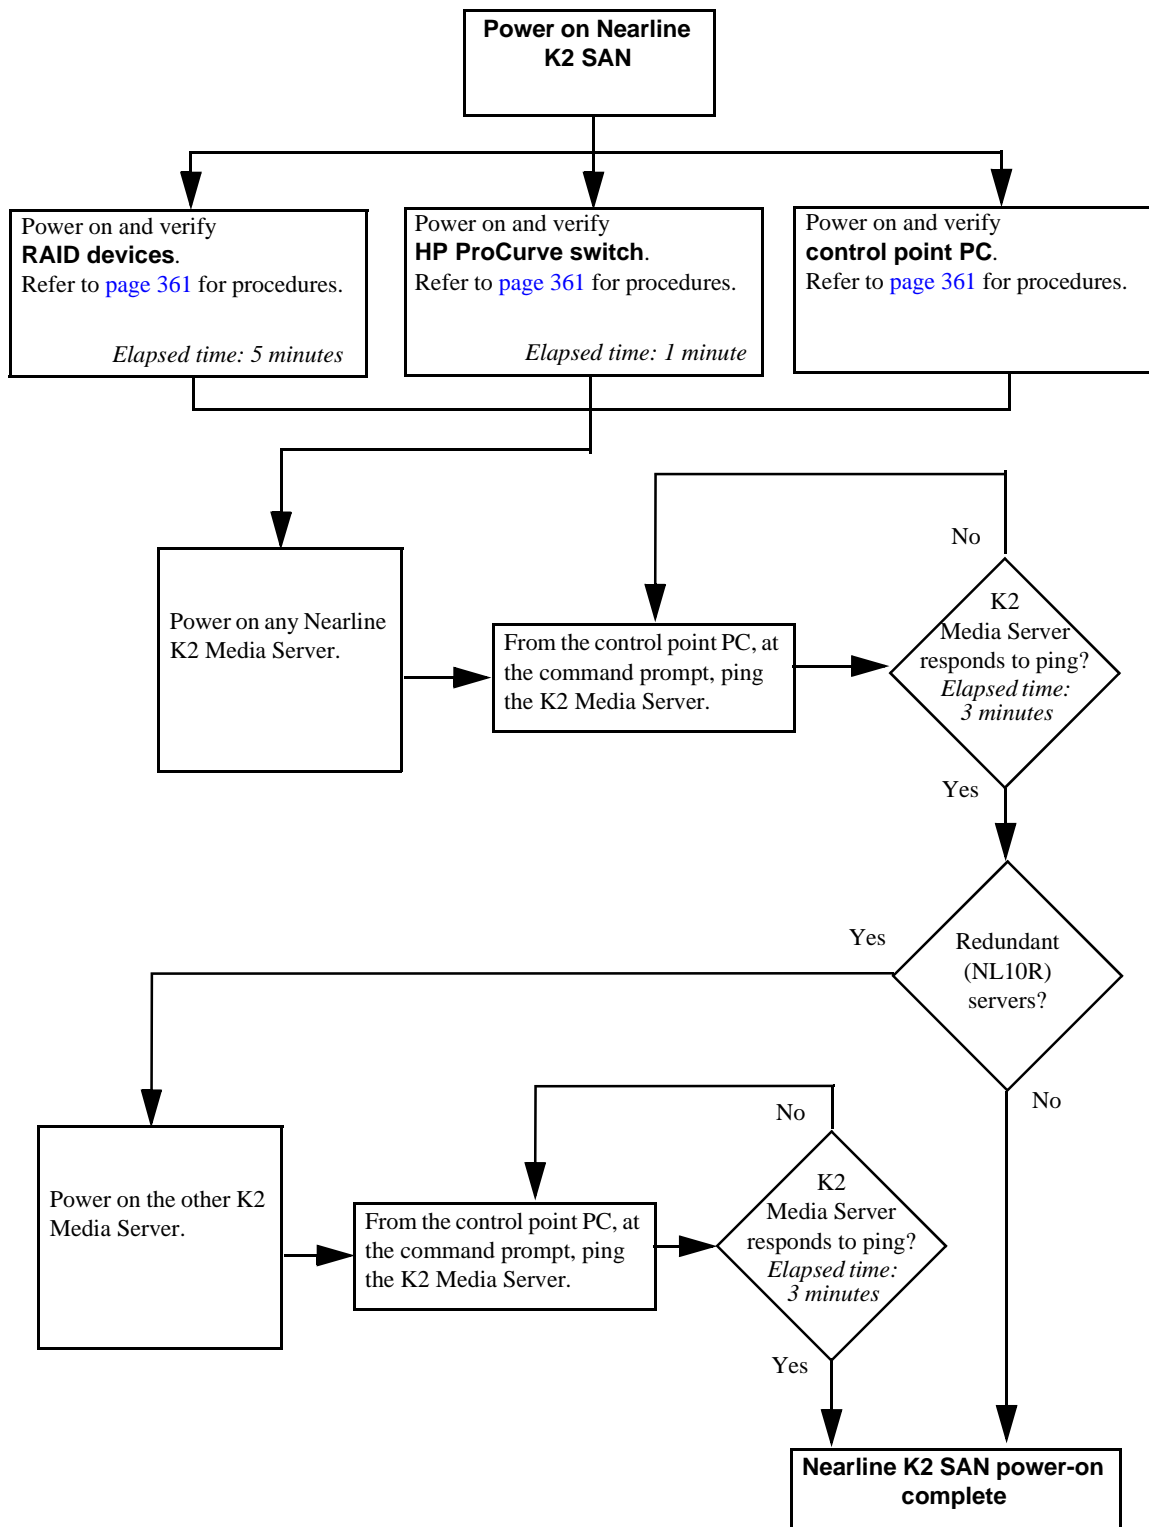 Power on Nearline
K2 SAN
Power on and verify
RAID devices.
Refer to page 361 for procedures.
Elapsed time: 5 minutes
Power on and verify
HP ProCurve switch.
Refer to page 361 for procedures.
Elapsed time: 1 minute
Power on and verify
control point PC.
Refer to page 361 for procedures.
Power on any Nearline
K2 Media Server.
From the control point PC, at
the command prompt, ping
the K2 Media Server.
No
K2
Media Server
responds to ping?
Elapsed time:
3 minutes
Yes
Redundant
(NL10R)
servers?
Yes
No
Power on the other K2
Media Server.
From the control point PC, at
the command prompt, ping
the K2 Media Server.
No
K2
Media Server
responds to ping?
Elapsed time:
3 minutes
Yes
Nearline K2 SAN power-on
complete